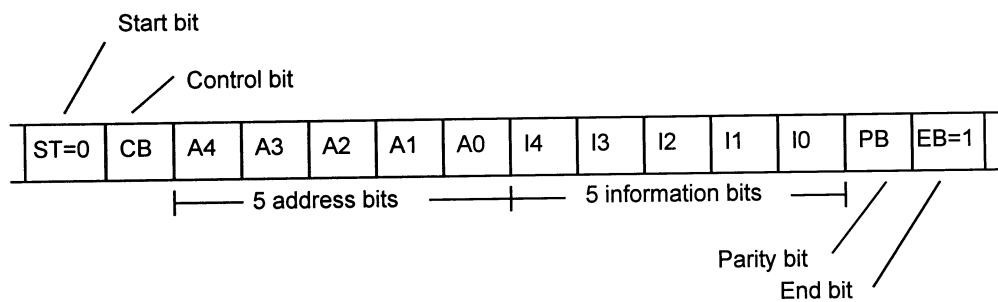 Start bit
Control bit
ST=0 CB A4 A3 A2 A1 A0 I4 I3 I2 I1 I0 PB EB=1
5 address bits 5 information bits
Parity bit
End bit